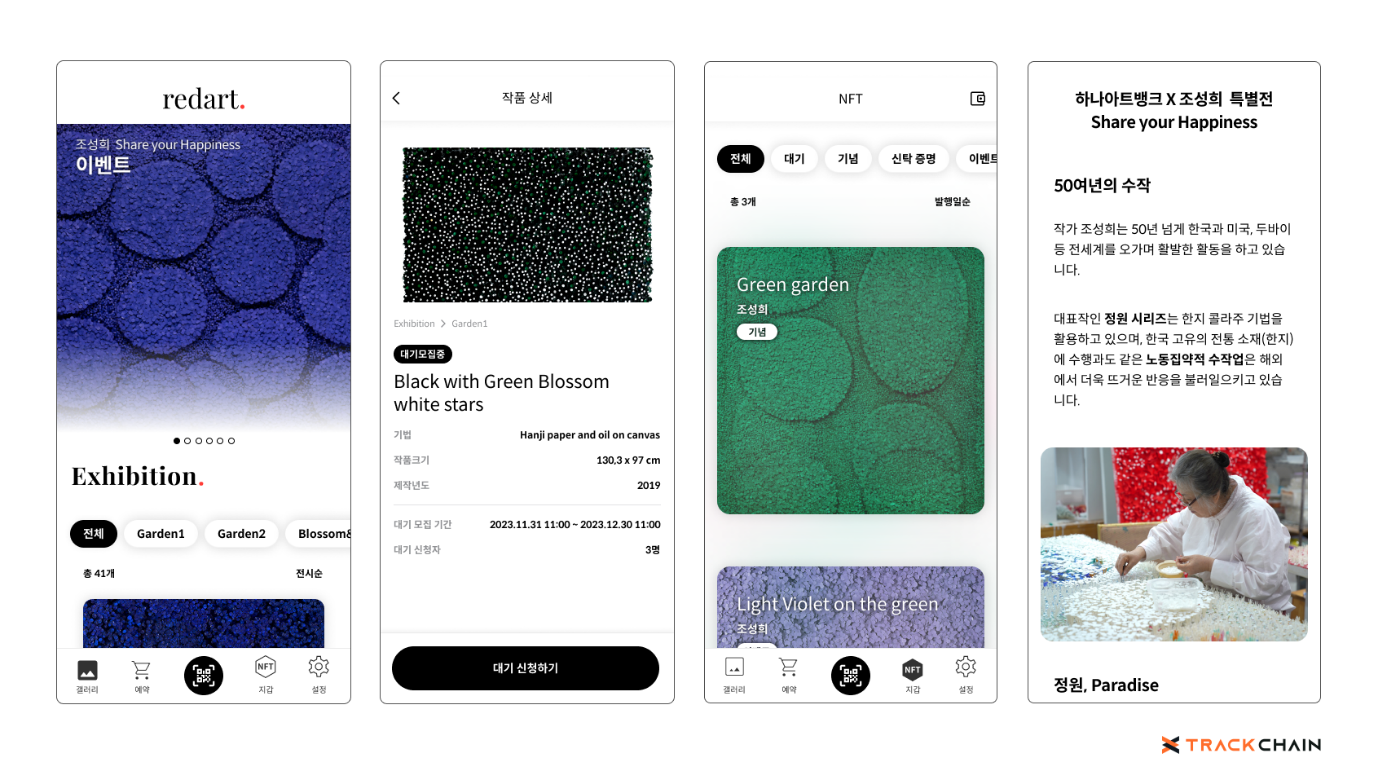 redart.
조성희 Share your Happiness
이벤트
Exhibition.
전체
Garden1
Garden2
Blossom&
총 41개
전시순
갤러리
예약
NFT
지갑
설정
작품 상세
Exhibition > Garden1
대기모집중
Black with Green Blossom
white stars
기법 Hanji paper and oil on canvas
작품크기 130,3 x 97 cm
제작년도 2019
대기 모집 기간 2023.11.31 11:00 ~ 2023.12.30 11:00
대기 신청자 3명
대기 신청하기
NFT
전체
대기
기념
신탁 증명
이벤트
총 3개
발행일순
Green garden
조성희
기념
Light Violet on the green
조성희
갤러리
예약
NFT
지갑
설정
하나아트뱅크 X 조성희 특별전
Share your Happiness
50여년의 수작
작가 조성희는 50년 넘게 한국과 미국, 두바이
등 전세계를 오가며 활발한 활동을 하고 있습
니다.
대표작인 정원 시리즈는 한지 콜라주 기법을
활용하고 있으며, 한국 고유의 전통 소재(한지)
에 수행과도 같은 노동집약적 수작업은 해외
에서 더욱 뜨거운 반응을 불러일으키고 있습
니다.
정원, Paradise
TRACKCHAIN